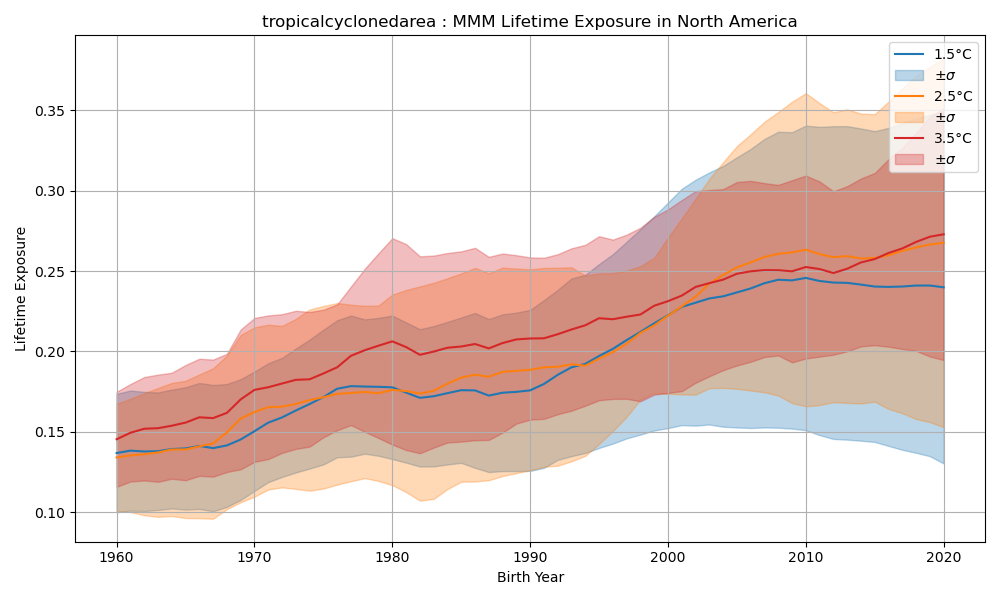 tropicalcyclonedarea : MMM Lifetime Exposure in North America
Lifetime Exposure
0.35
0.30
0.25
0.20
0.15
0.10
1.5°C
±σ
2.5°C
±σ
3.5°C
±σ
1960 1970 1980 1990 2000 2010 2020
Birth Year